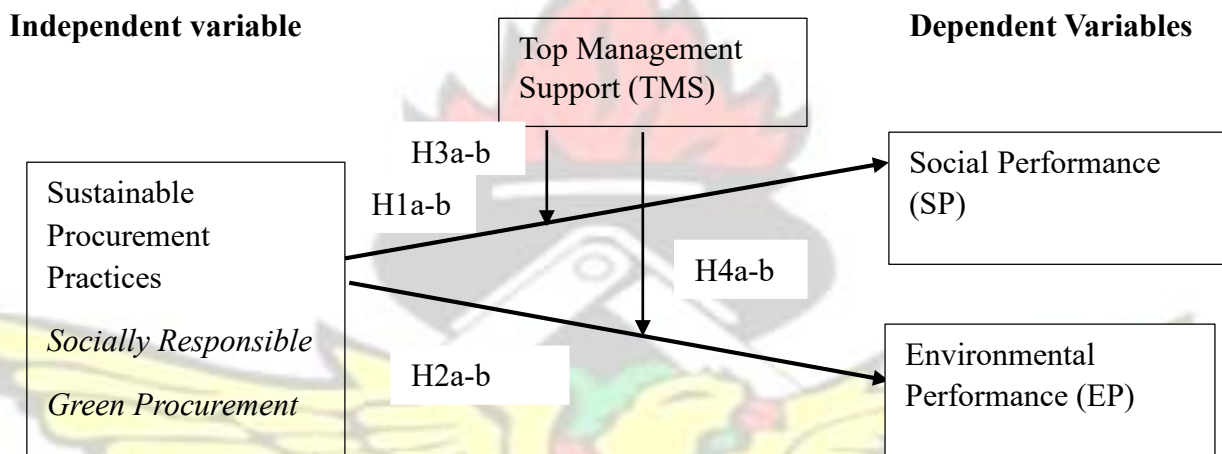 Independent variable
Dependent Variables
Top Management
Support (TMS)
H3a-b
H1a-b
Sustainable
Procurement
Practices
Socially Responsible
Green Procurement
H2a-b
H4a-b
Social Performance
(SP)
Environmental
Performance (EP)